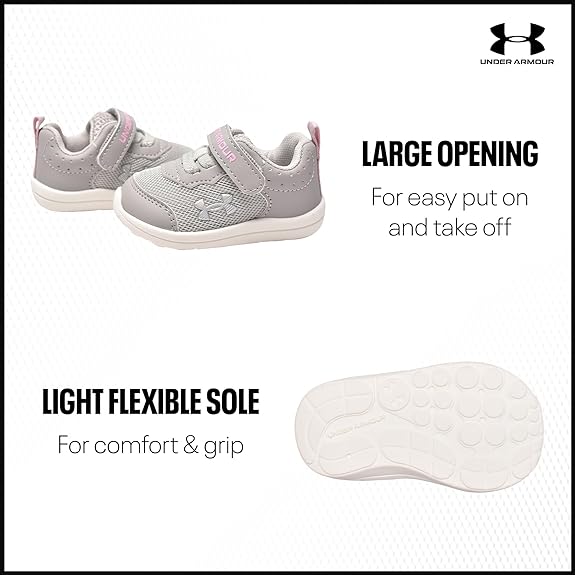 UNDER ARMOUR
ARMOUR
UNDER
ARMOUR
LARGE OPENING
For easy put on
and take off
LIGHT FLEXIBLE SOLE
For comfort & grip
UNDER ARMOUR